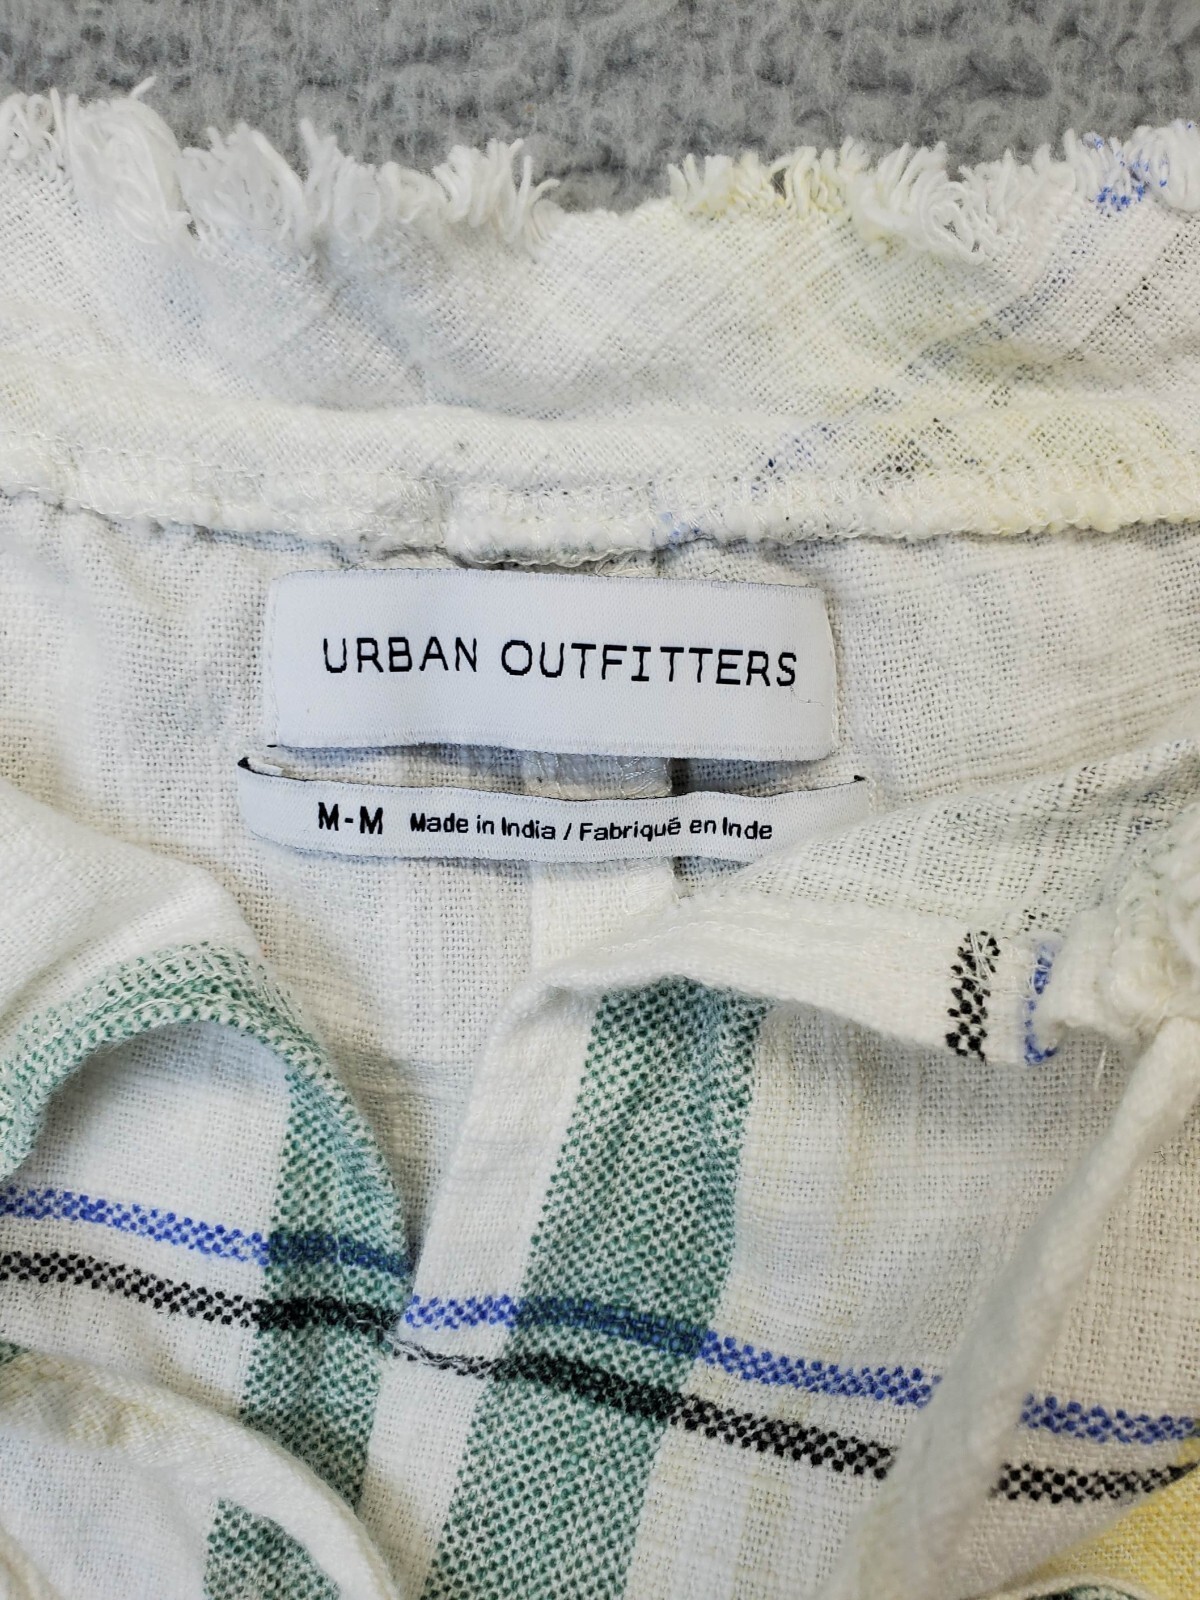 URBAN OUTFITTERS
M-M Made in India / Fabriqué en Inde